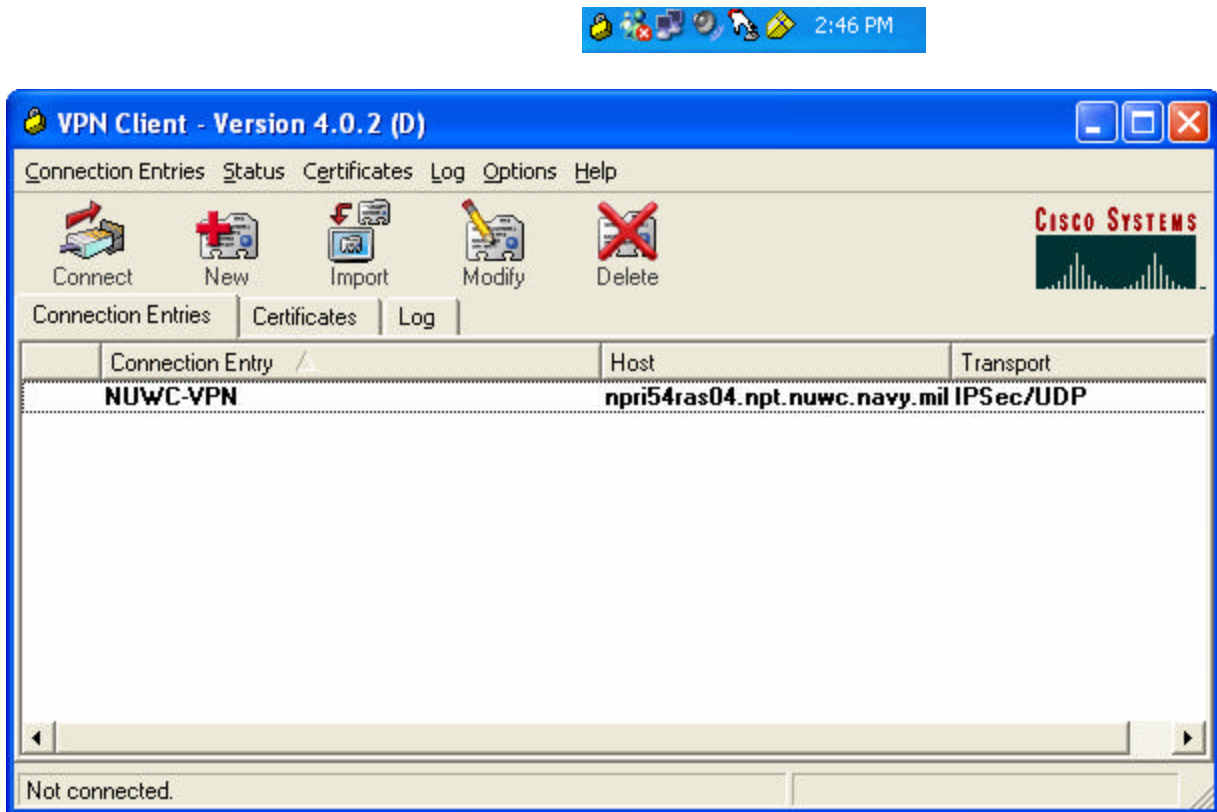 2:46 PM
VPN Client - Version 4.0.2 (D)
Connection Entries Status Certificates Log Options Help
Connect New Import Modify Delete
CISCO SYSTEMS
Connection Entries Certificates Log
Connection Entry Host Transport
NUWC-VPN npri54ras04.npt.nuwc.navy.mil IPSec/UDP
Not connected.